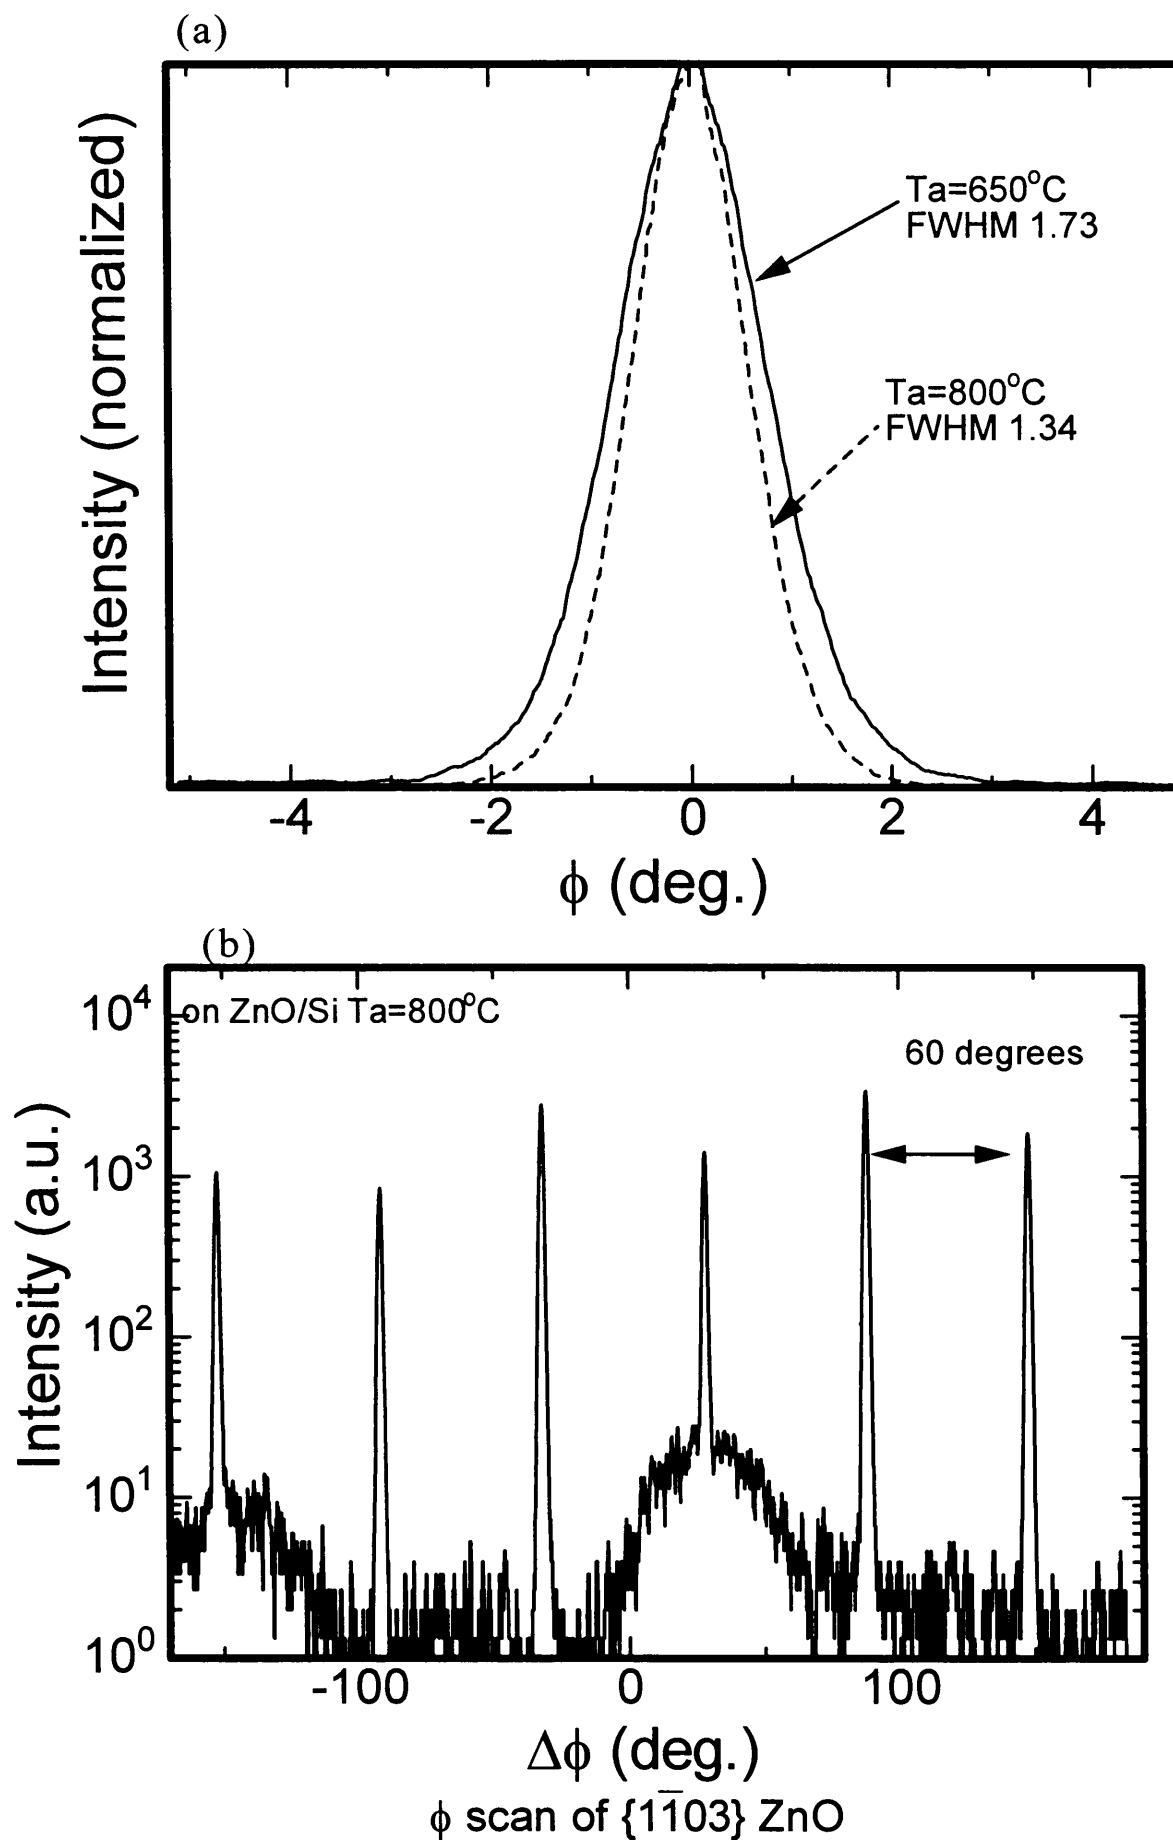 (a)
Intensity (normalized)
Ta=650°C
FWHM 1.73
Ta=800°C
FWHM 1.34
-4 -2 0 2 4
ϕ (deg.)
(b)
on ZnO/Si Ta=800°C
60 degrees
10⁴
10³
10²
10¹
10⁰
Intensity (a.u.)
-100 0 100
Δϕ (deg.)
ϕ scan of {11̅03} ZnO